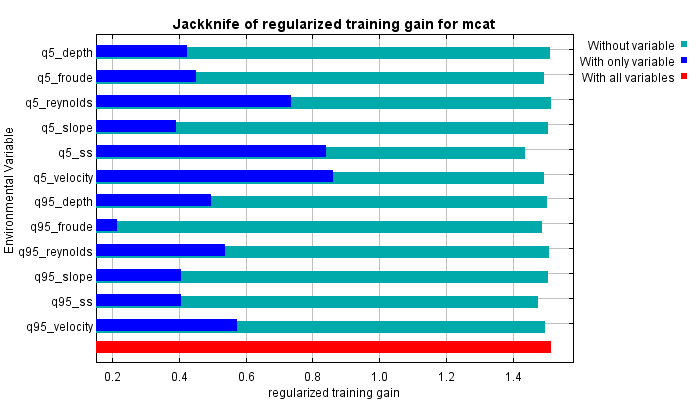 Jackknife of regularized training gain for mcat
Without variable
With only variable
With all variables
Environmental Variable
q5_depth
q5_froude
q5_reynolds
q5_slope
q5_ss
q5_velocity
q95_depth
q95_froude
q95_reynolds
q95_slope
q95_ss
q95_velocity
0.2 0.4 0.6 0.8 1.0 1.2 1.4
regularized training gain